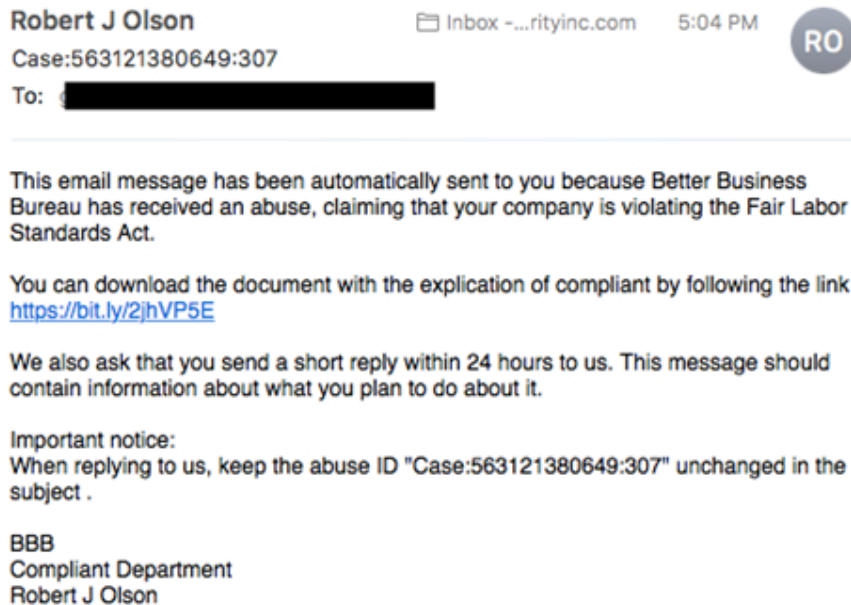 Robert J Olson
Inbox -...rityinc.com
5:04 PM
RO
Case:563121380649:307
To:
This email message has been automatically sent to you because Better Business
Bureau has received an abuse, claiming that your company is violating the Fair Labor
Standards Act.
You can download the document with the explication of compliant by following the link
https://bit.ly/2jhVP5E
We also ask that you send a short reply within 24 hours to us. This message should
contain information about what you plan to do about it.
Important notice:
When replying to us, keep the abuse ID "Case:563121380649:307" unchanged in the
subject .
BBB
Compliant Department
Robert J Olson